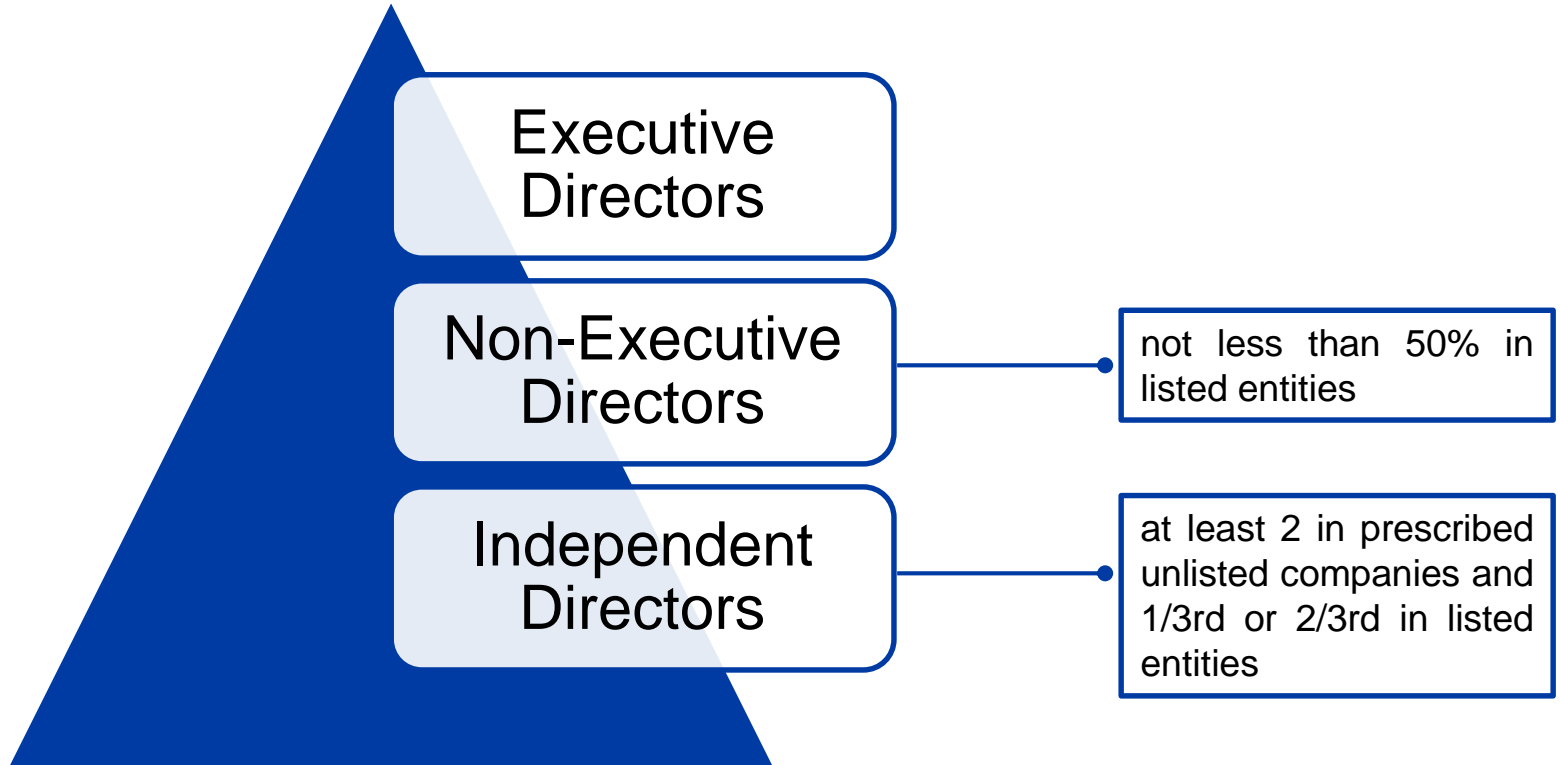 Executive
Directors
Non-Executive
Directors
not less than 50% in
listed entities
Independent
Directors
at least 2 in prescribed
unlisted companies and
1/3rd or 2/3rd in listed
entities